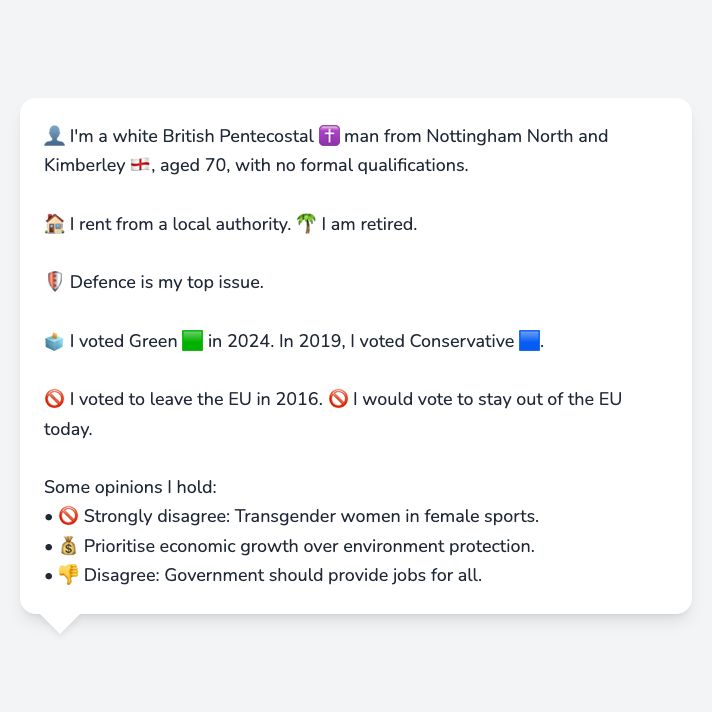 👤 I'm a white British Pentecostal ✝️ man from Nottingham North and
Kimberley 🏴󠁧󠁢󠁥󠁮󠁧󠁿, aged 70, with no formal qualifications.
🏠 I rent from a local authority. 🌴 I am retired.
🛡️ Defence is my top issue.
🗳️ I voted Green 🟩 in 2024. In 2019, I voted Conservative 🟦.
🚫 I voted to leave the EU in 2016. 🚫 I would vote to stay out of the EU
today.
Some opinions I hold:
• 🚫 Strongly disagree: Transgender women in female sports.
• 💰 Prioritise economic growth over environment protection.
• 👎 Disagree: Government should provide jobs for all.